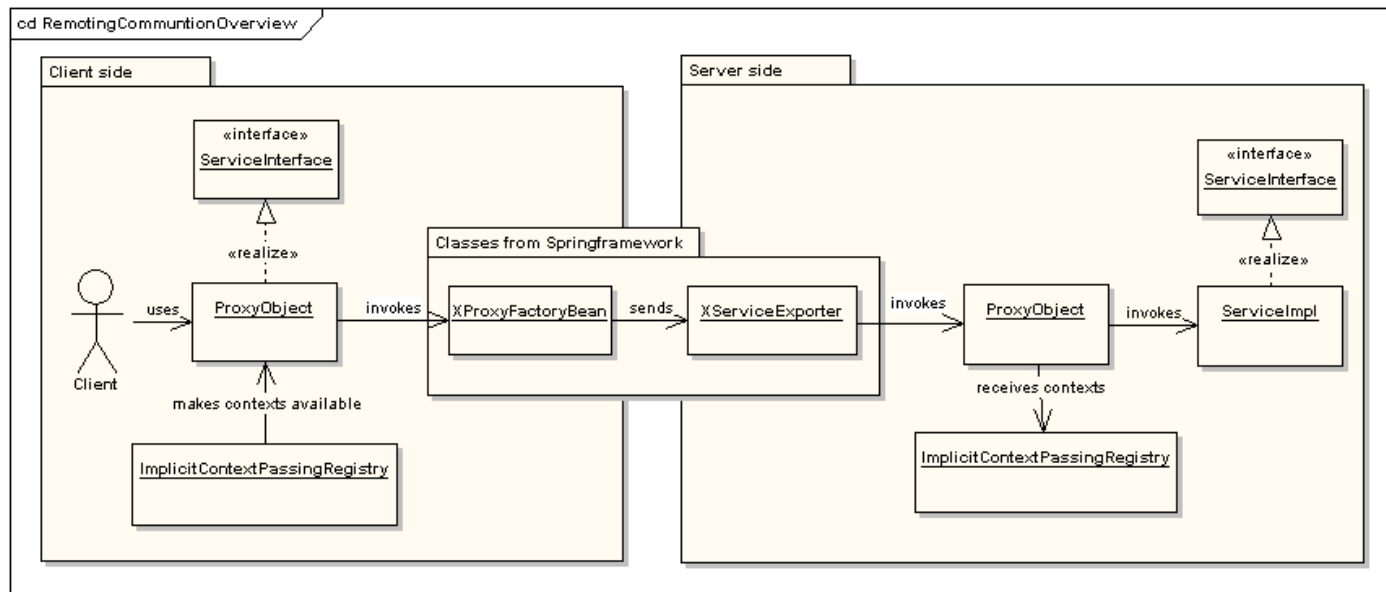 cd RemotingCommuntionOverview
Client side
Server side
«interface»
ServiceInterface
«interface»
ServiceInterface
«realize»
Classes from Springframework
«realize»
uses
ProxyObject
invokes
XProxyFactoryBean
sends
XServiceExporter
invokes
ProxyObject
invokes
ServiceImpl
Client
makes contexts available
receives contexts
ImplicitContextPassingRegistry
ImplicitContextPassingRegistry